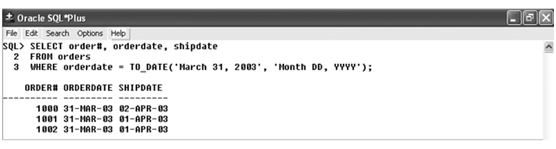 Oracle SQL*Plus
File Edit Search Options Help
SQL> SELECT order#, orderdate, shipdate
2 FROM orders
3 WHERE orderdate = TO_DATE('March 31, 2003', 'Month DD, YYYY');
ORDER# ORDERDATE SHIPDATE
---------- --------- ---------
1000 31-MAR-03 02-APR-03
1001 31-MAR-03 01-APR-03
1002 31-MAR-03 01-APR-03